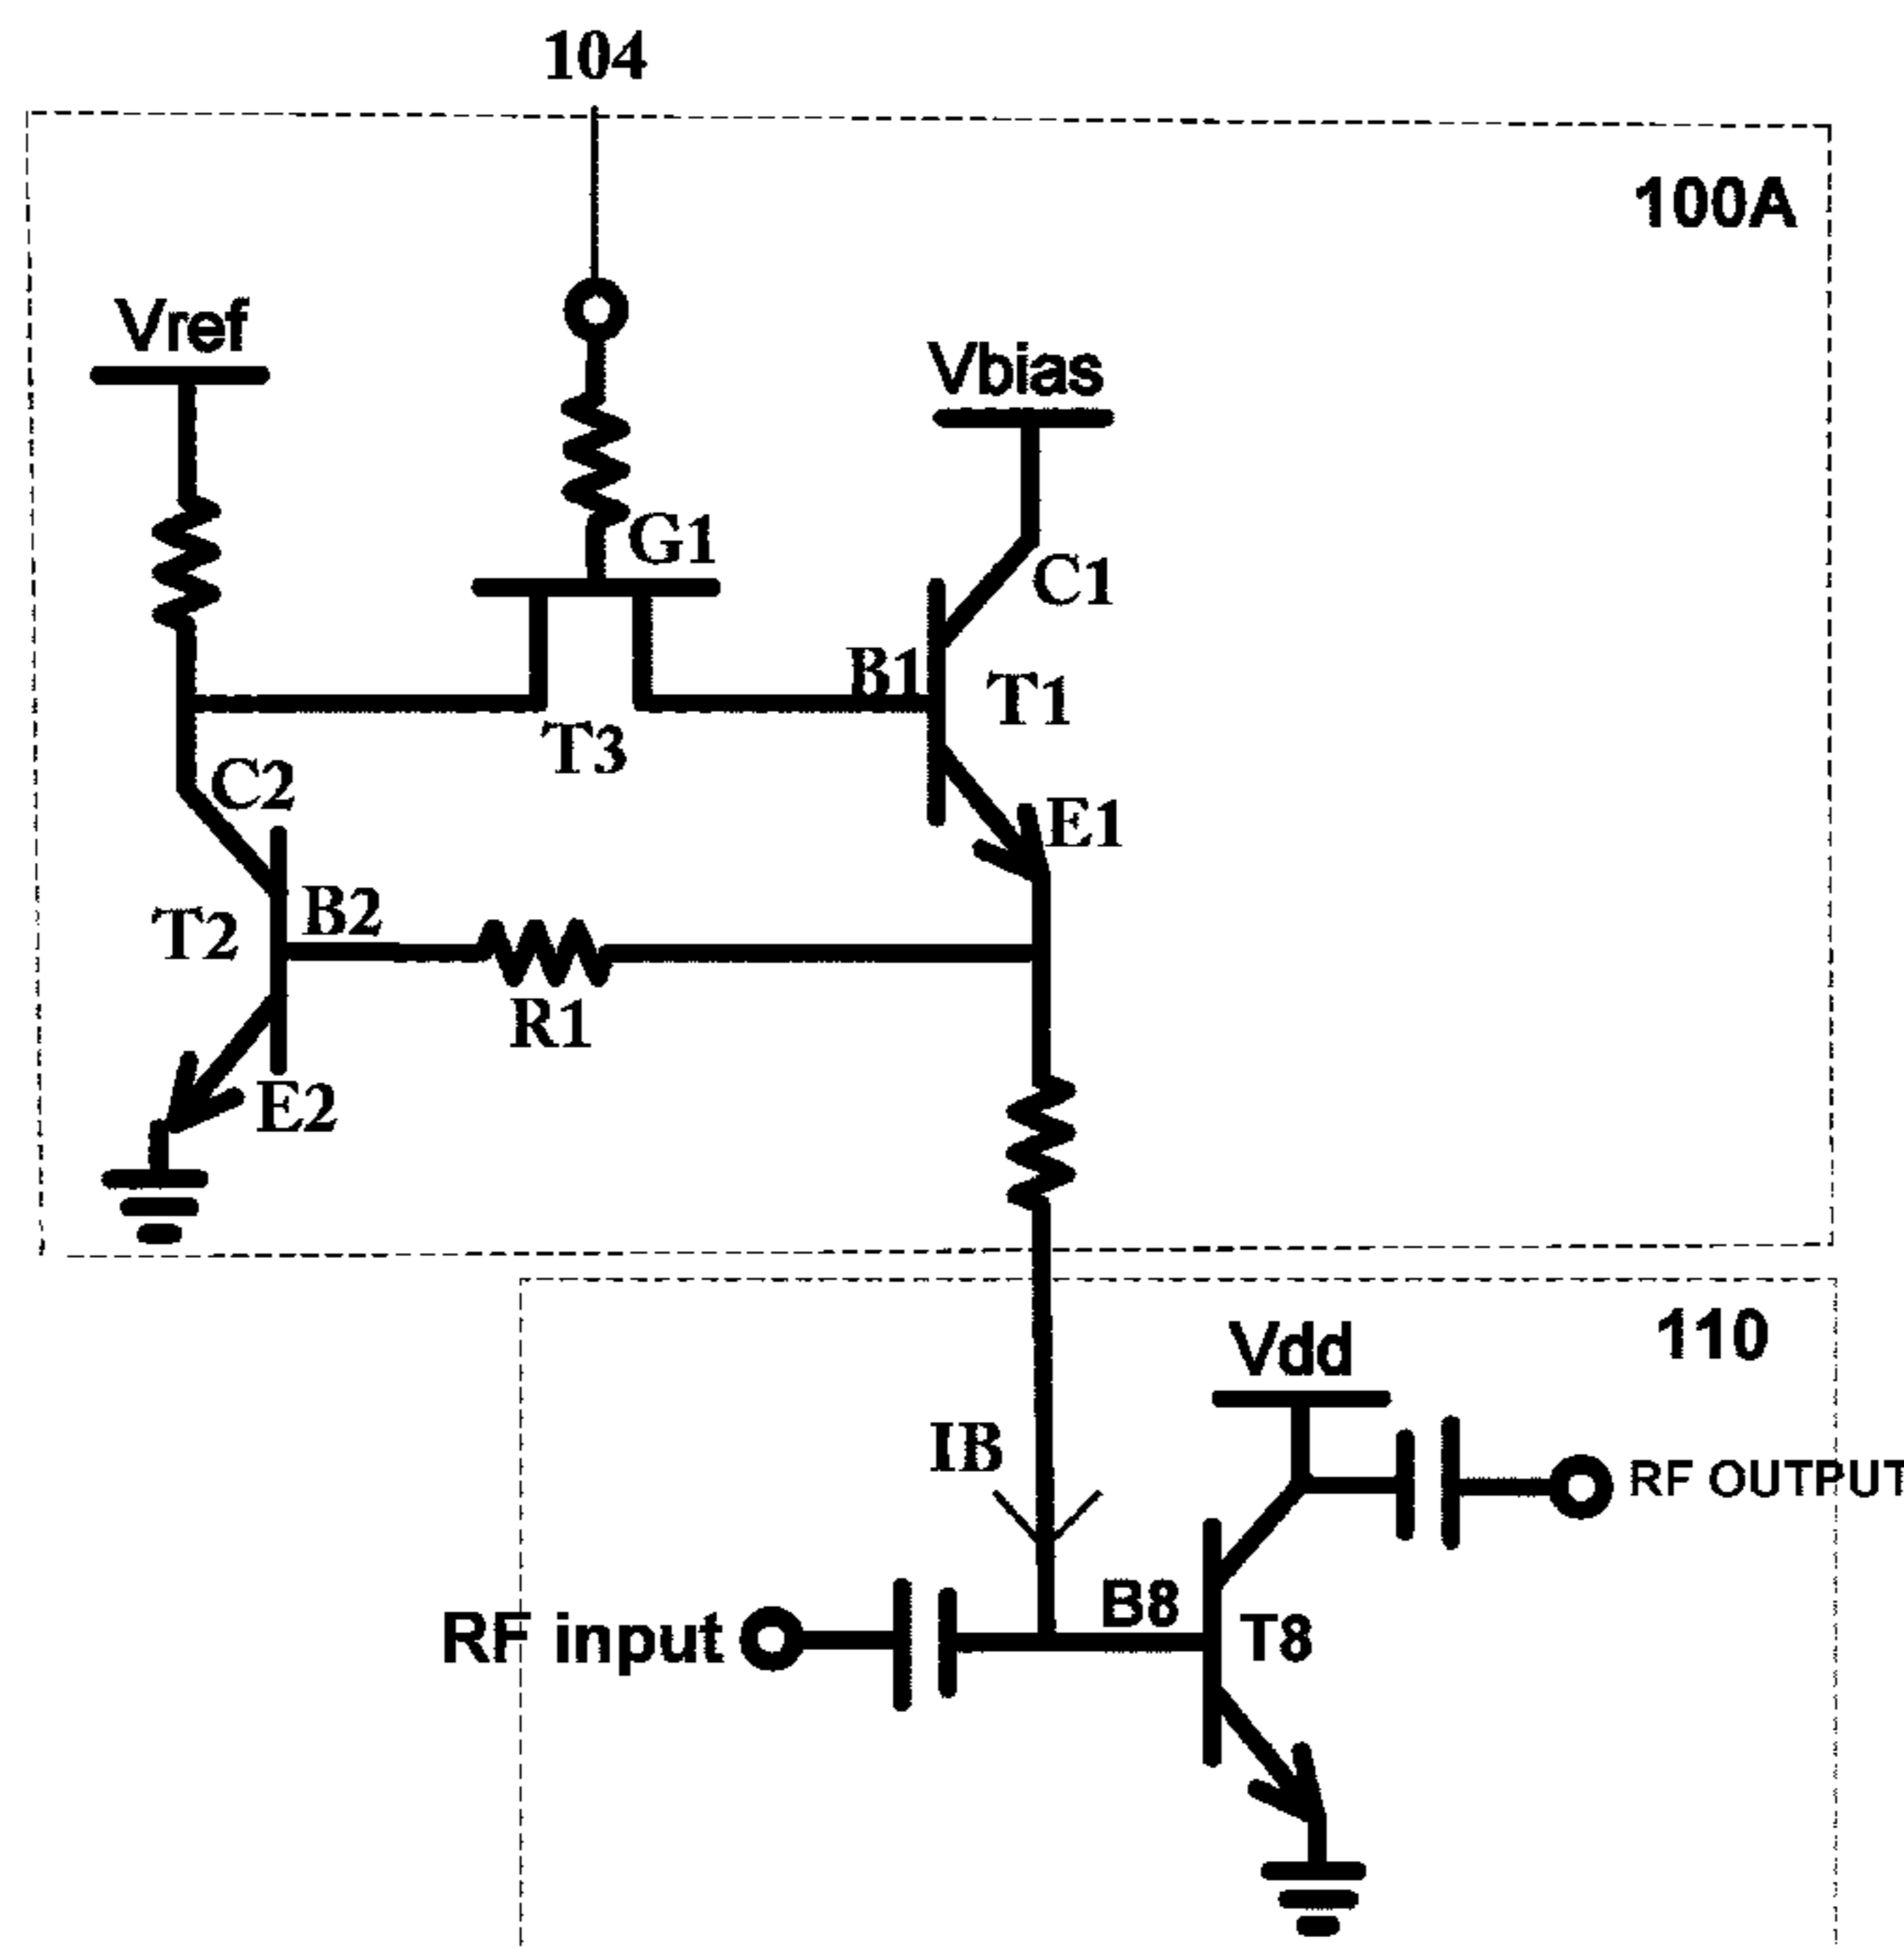 104
100A
Vref
Vbias
G1
C1
B1
T1
T3
C2
E1
B2
T2
R1
E2
110
Vdd
IB
RF OUTPUT
B8
RF input
T8